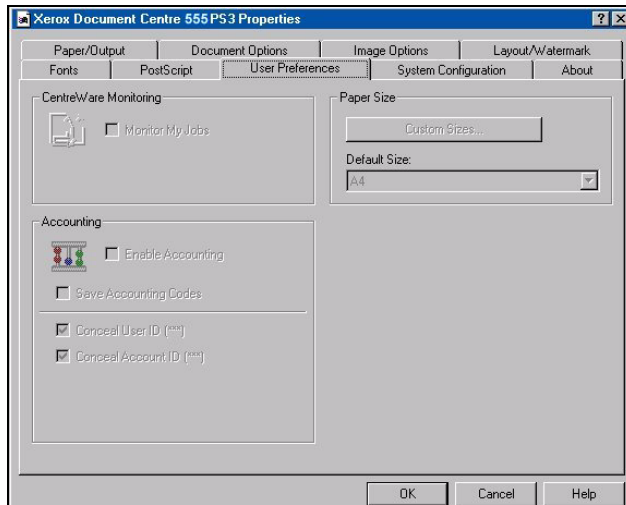 Xerox Document Centre 555PS3 Properties
Paper/Output
Document Options
Image Options
Layout/Watermark
Fonts
PostScript
User Preferences
System Configuration
About
CentreWare Monitoring
Monitor My Jobs
Paper Size
Custom Sizes...
Default Size:
A4
Accounting
Enable Accounting
Save Accounting Codes
Conceal User ID (***)
Conceal Account ID (***)
OK
Cancel
Help